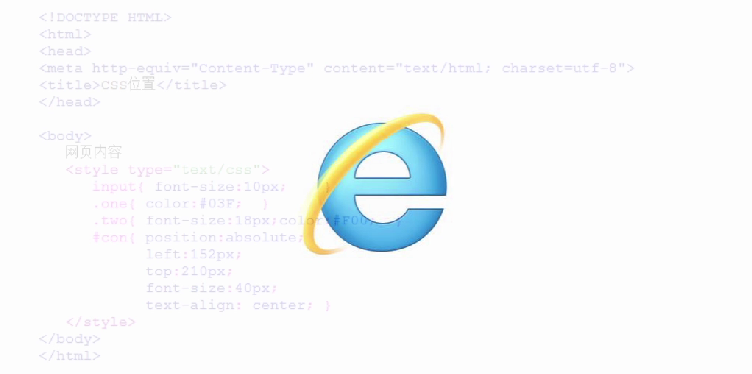 <!DOCTYPE HTML>
<html>
<head>
<meta http-equiv="Content-Type" content="text/html; charset=utf-8">
<title>CSS位置</title>
</head>
<body>
网页内容
<style type="text/css">
input{ font-size:10px; }
.one{ color:#03F; }
.two{ font-size:18px;color:#F00; }
#con{ position:absolute;
left:152px;
top:210px;
font-size:40px;
text-align: center; }
</style>
</body>
</html>